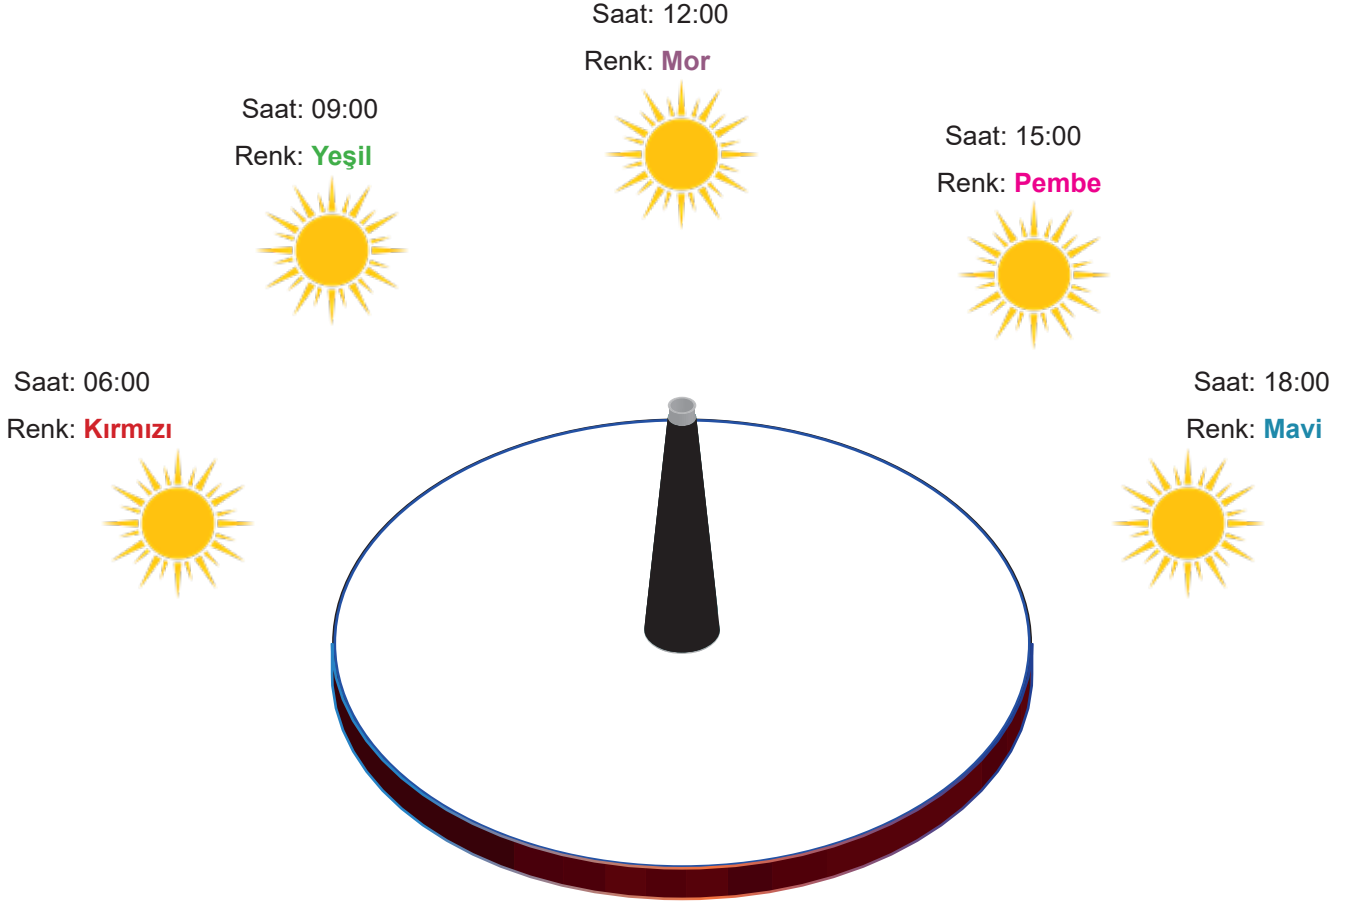 Saat: 12:00
Renk: Mor
Saat: 09:00
Renk: Yeşil
Saat: 15:00
Renk: Pembe
Saat: 06:00
Renk: Kırmızı
Saat: 18:00
Renk: Mavi